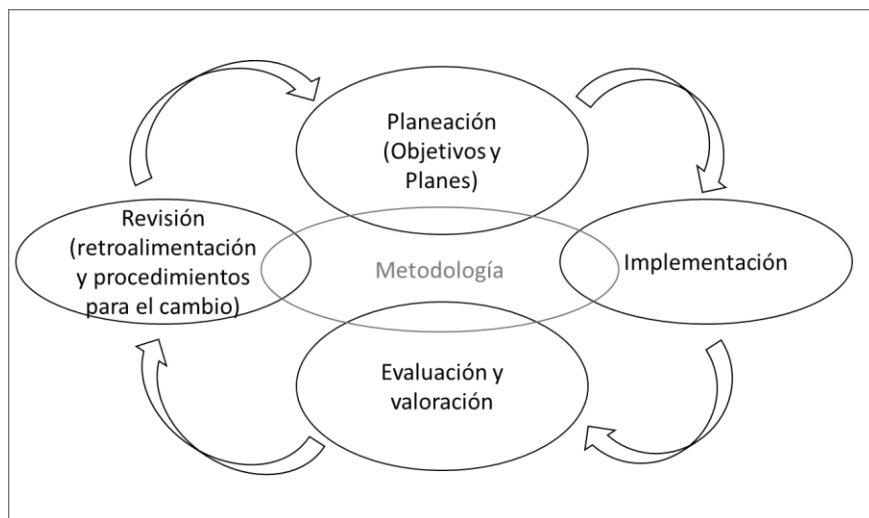 Planeación
(Objetivos y
Planes)
Revisión
(retroalimentación
y procedimientos
para el cambio)
Metodología
Implementación
Evaluación y
valoración